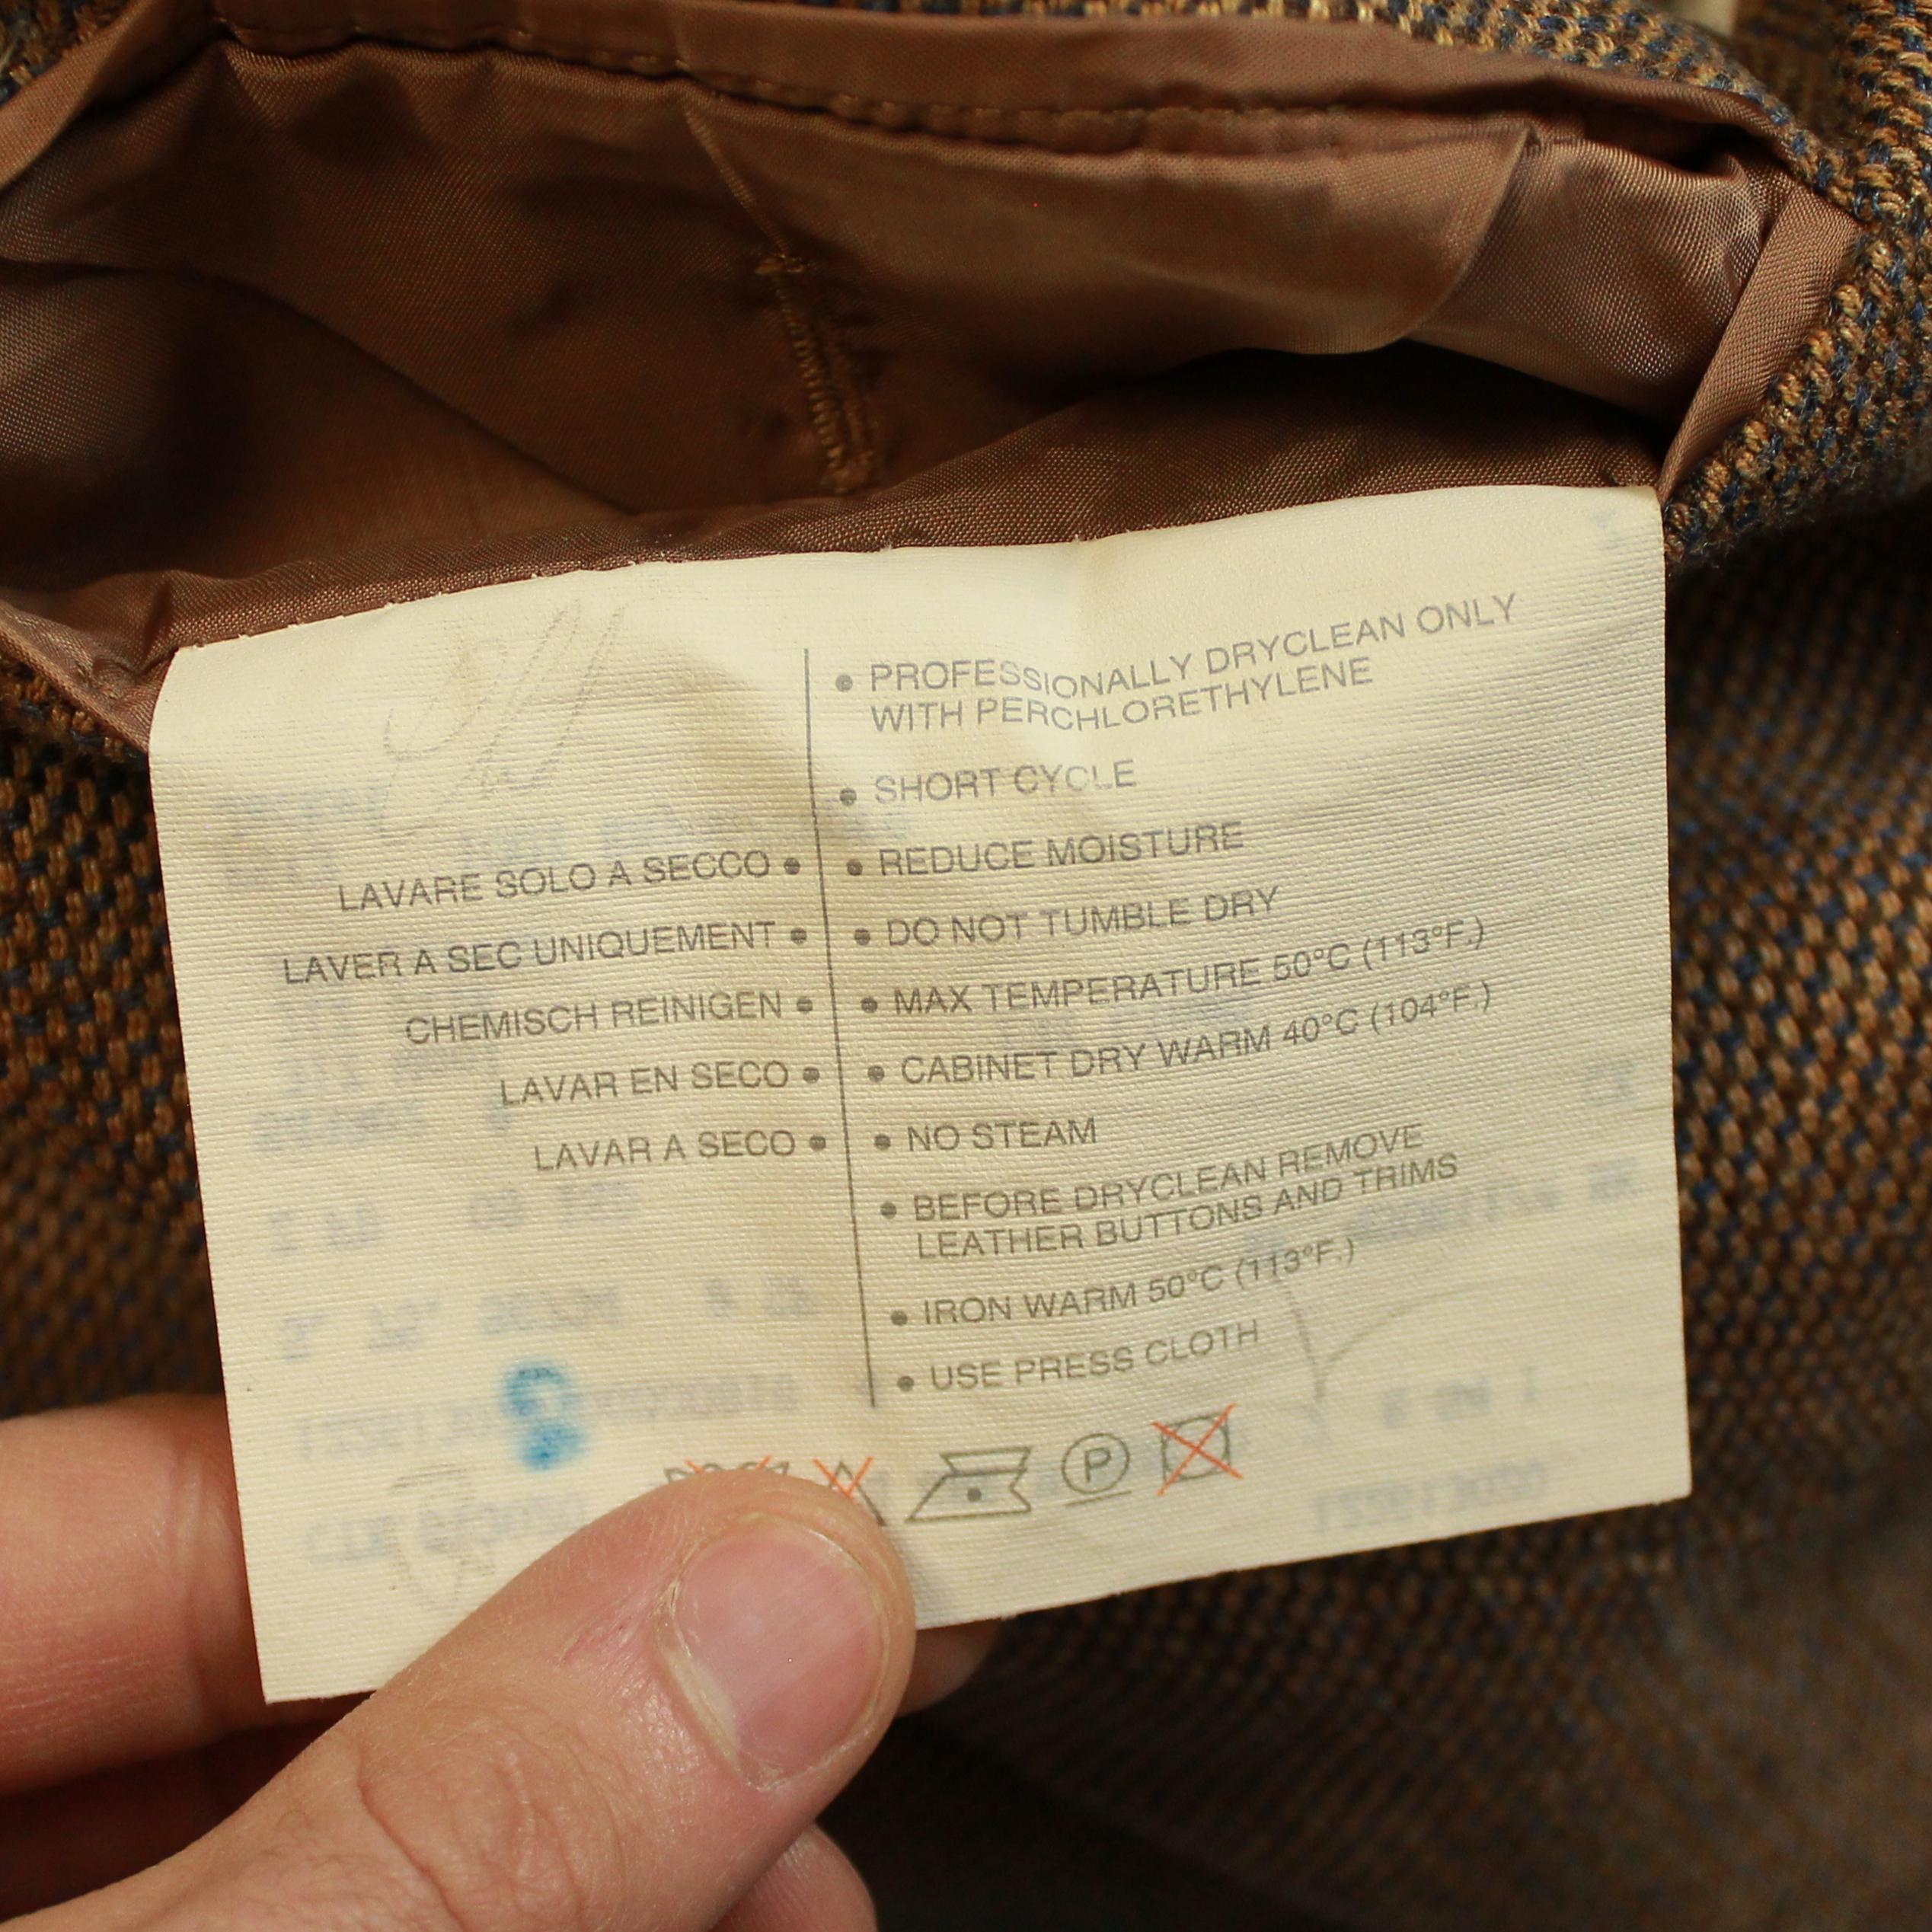 LAVARE SOLO A SECCO •
LAVER A SEC UNIQUEMENT •
CHEMISCH REINIGEN •
LAVAR EN SECO •
LAVAR A SECO •
• PROFESSIONALLY DRYCLEAN ONLY
WITH PERCHLORETHYLENE
• SHORT CYCLE
• REDUCE MOISTURE
• DO NOT TUMBLE DRY
• MAX TEMPERATURE 50°C (113°F.)
• CABINET DRY WARM 40°C (104°F.)
• NO STEAM
• BEFORE DRYCLEAN REMOVE
LEATHER BUTTONS AND TRIMS
• IRON WARM 50°C (113°F.)
• USE PRESS CLOTH
P